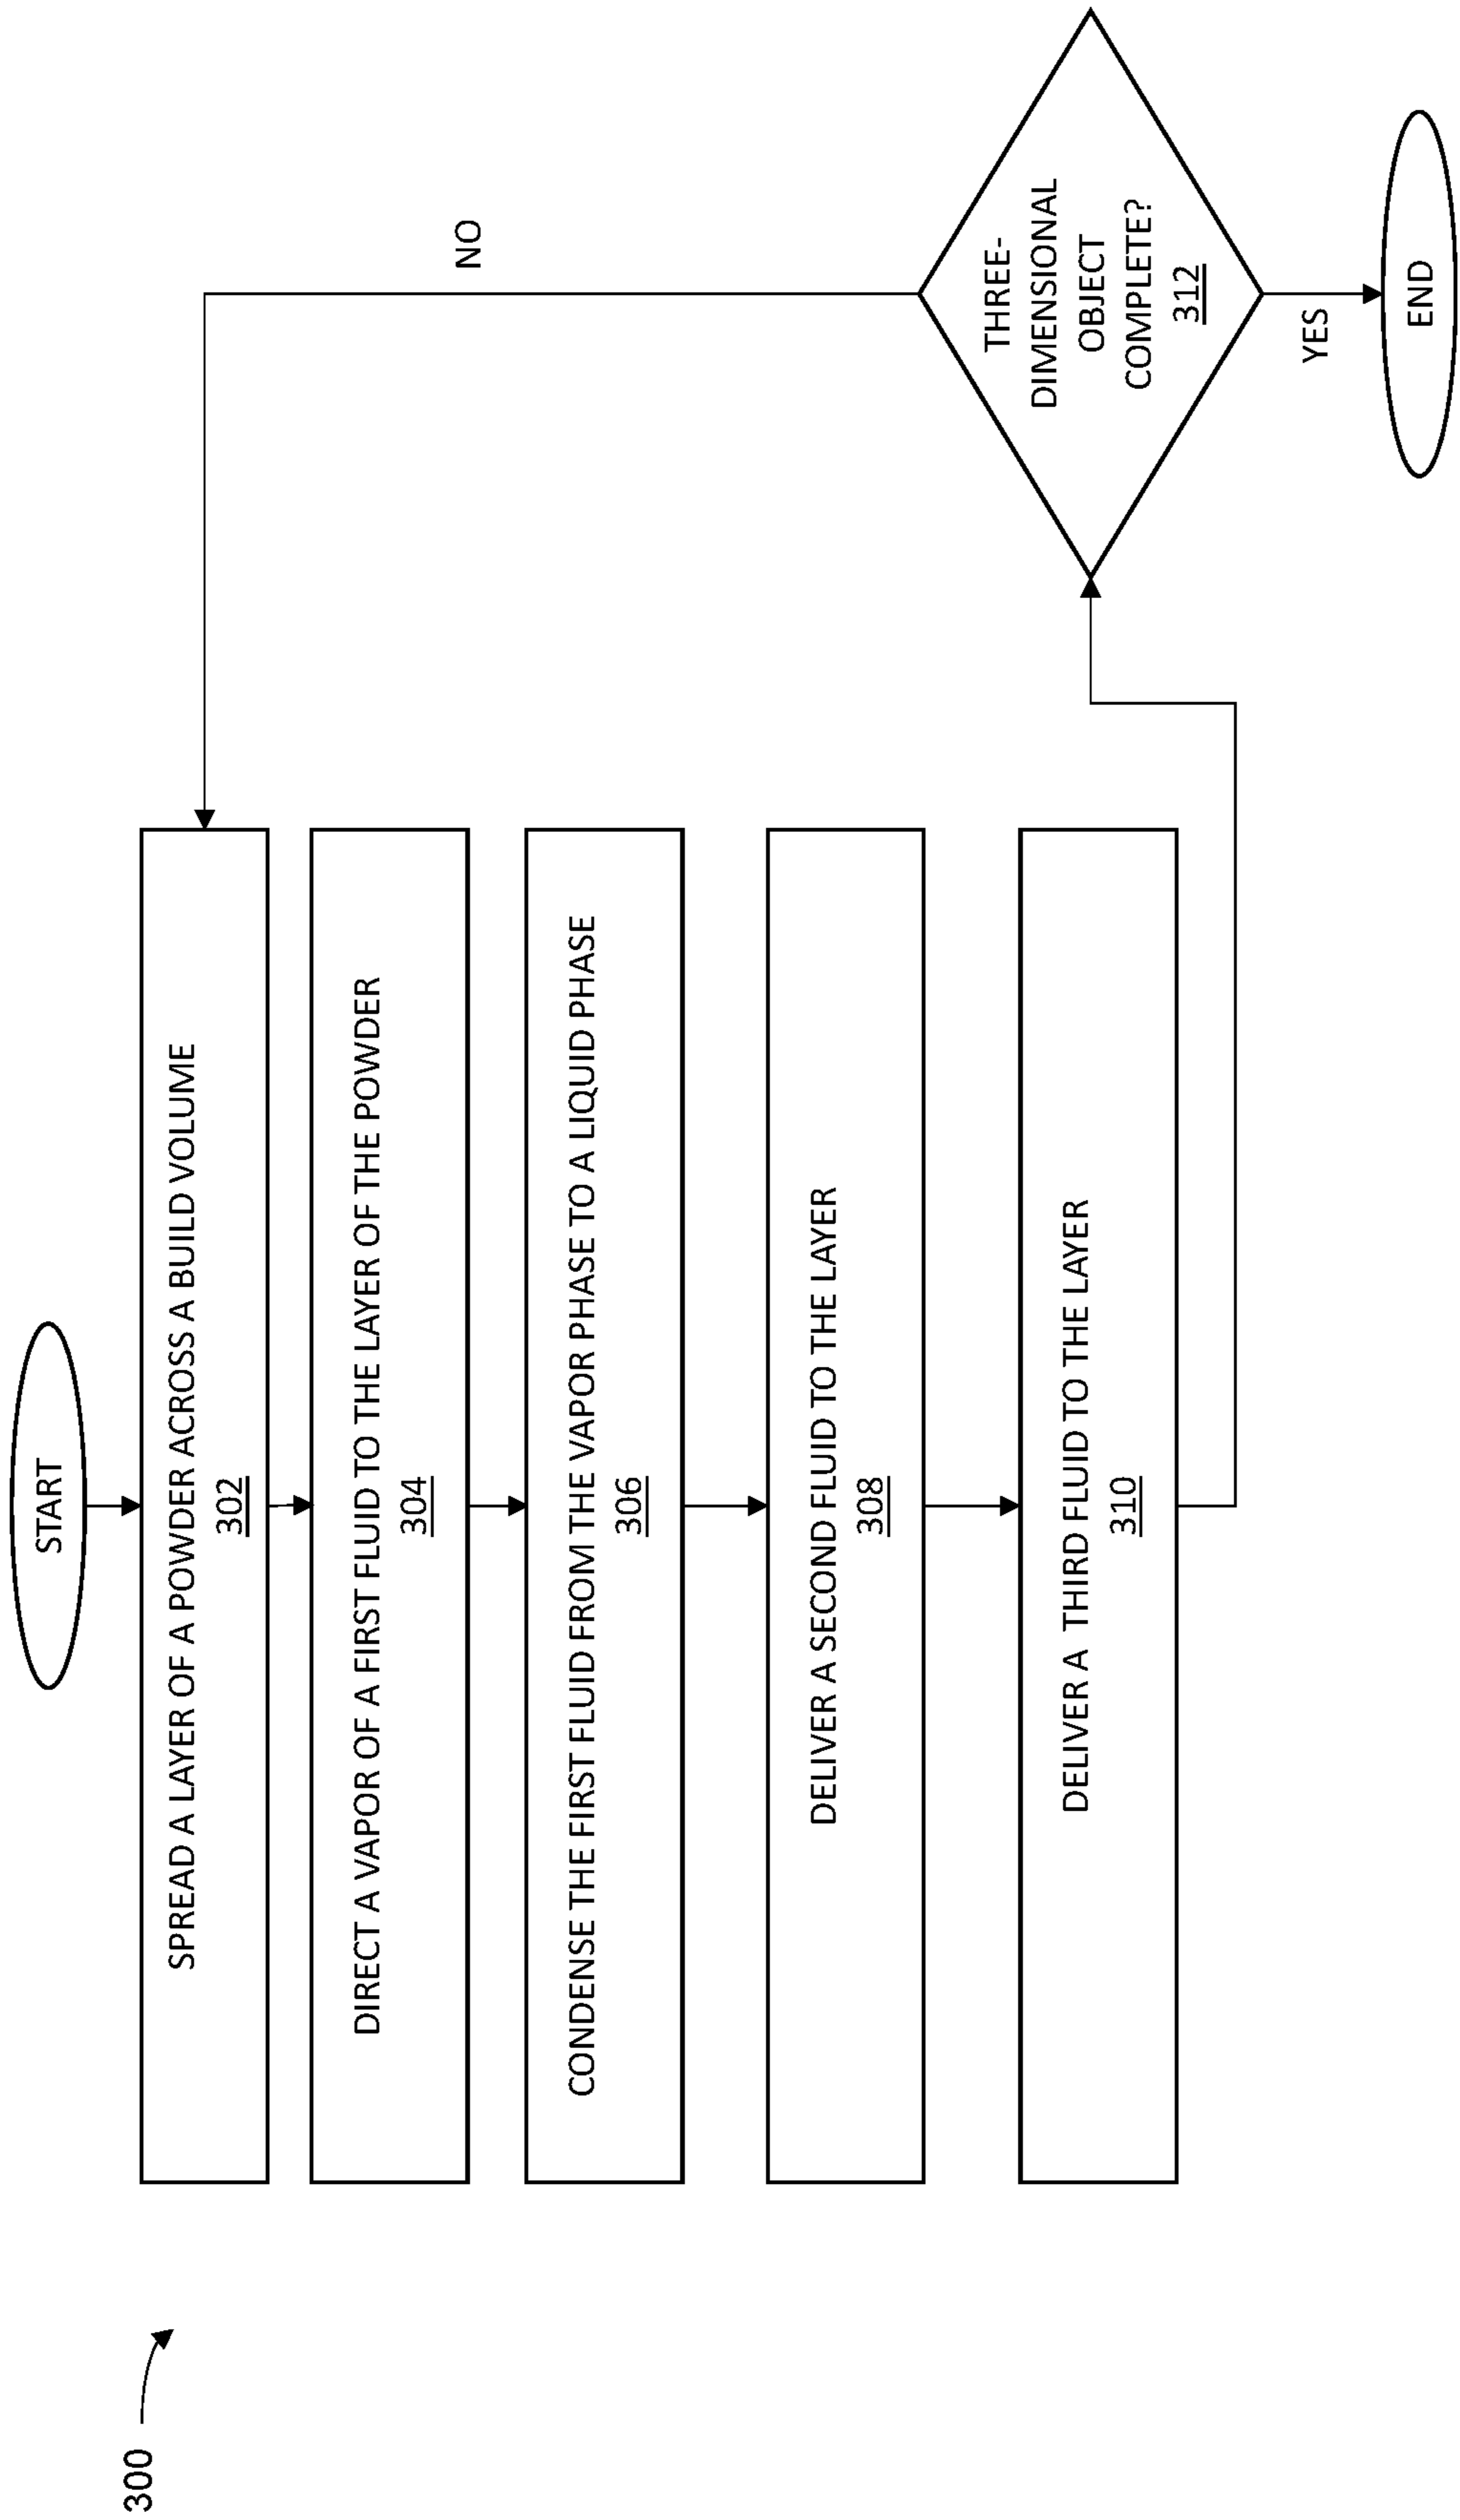 300
START
SPREAD A LAYER OF A POWDER ACROSS A BUILD VOLUME
302
DIRECT A VAPOR OF A FIRST FLUID TO THE LAYER OF THE POWDER
304
CONDENSE THE FIRST FLUID FROM THE VAPOR PHASE TO A LIQUID PHASE
306
DELIVER A SECOND FLUID TO THE LAYER
308
DELIVER A THIRD FLUID TO THE LAYER
310
THREE-
DIMENSIONAL
OBJECT
COMPLETE?
312
NO
YES
END